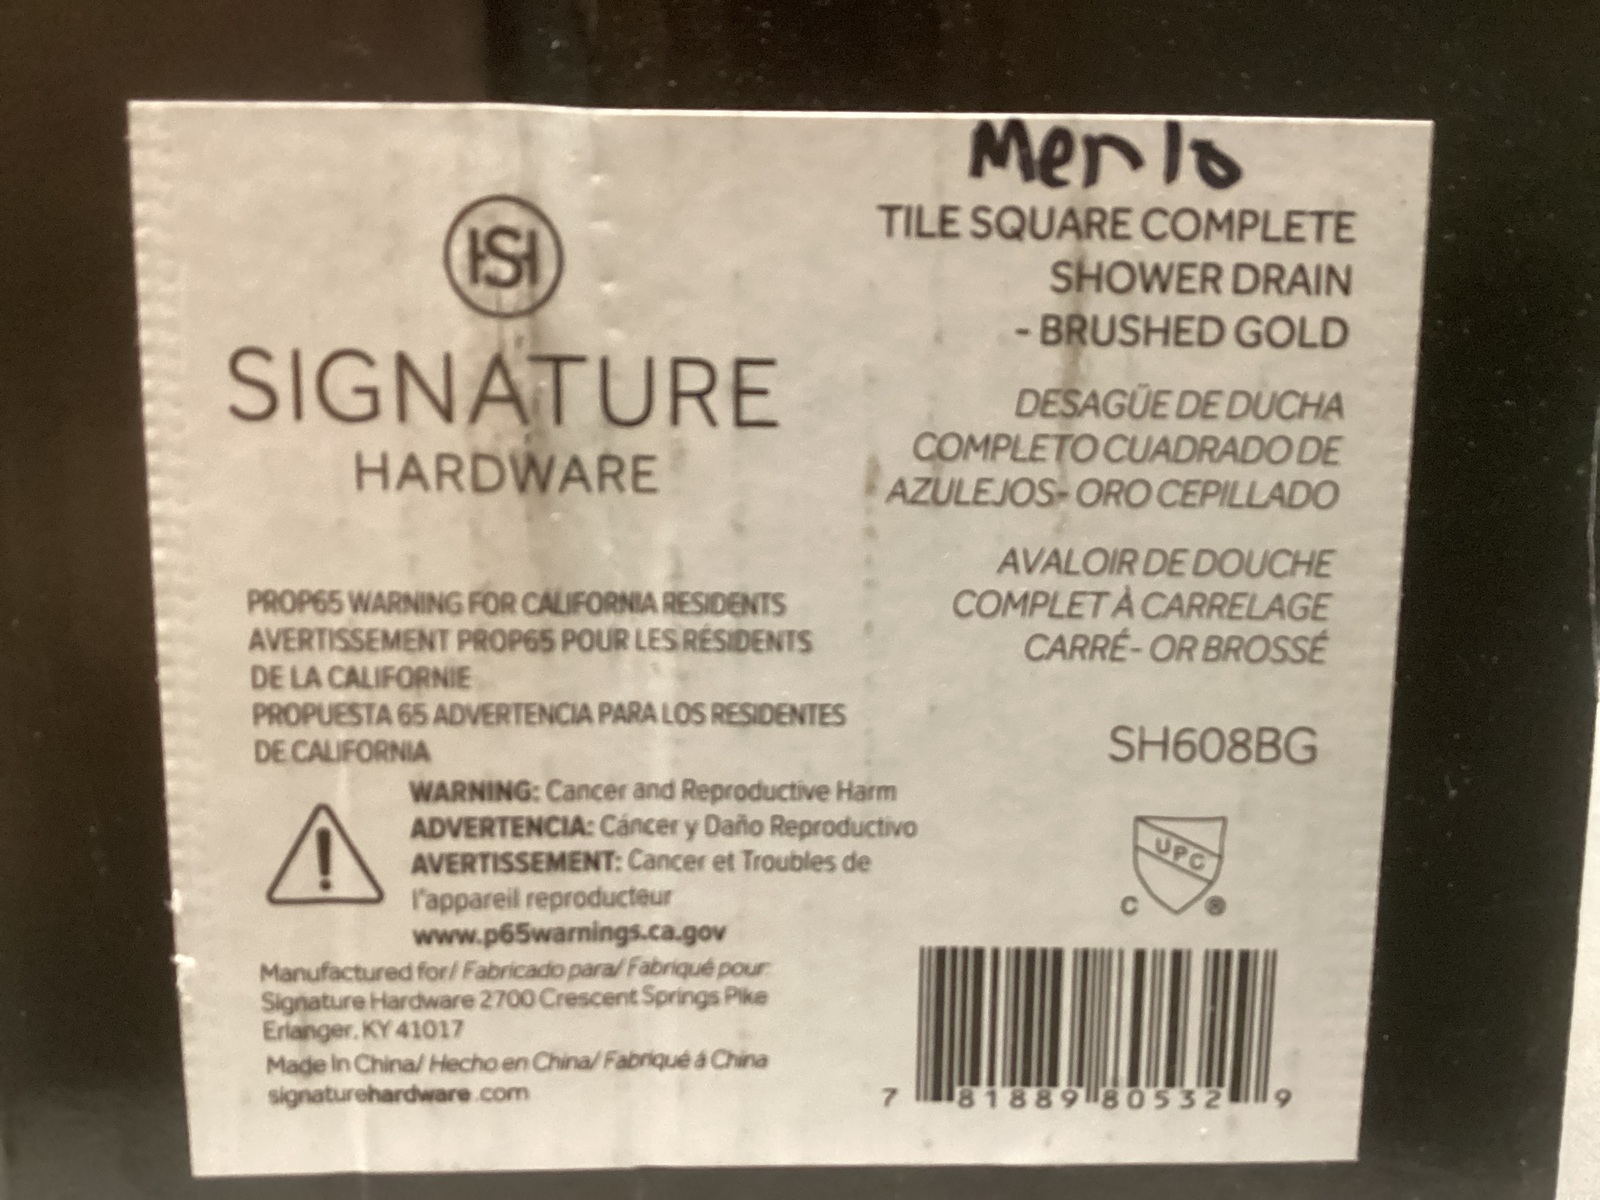 Merlo
HSH
SIGNATURE
HARDWARE
TILE SQUARE COMPLETE
SHOWER DRAIN
- BRUSHED GOLD
DESAGÜE DE DUCHA
COMPLETO CUADRADO DE
AZULEJOS- ORO CEPILLADO
AVALOIR DE DOUCHE
COMPLET À CARRELAGE
CARRÉ- OR BROSSÉ
SH608BG
PROP65 WARNING FOR CALIFORNIA RESIDENTS
AVERTISSEMENT PROP65 POUR LES RÉSIDENTS
DE LA CALIFORNIE
PROPUESTA 65 ADVERTENCIA PARA LOS RESIDENTES
DE CALIFORNIA
WARNING: Cancer and Reproductive Harm
ADVERTENCIA: Cáncer y Daño Reproductivo
AVERTISSEMENT: Cancer et Troubles de
l'appareil reproducteur
www.p65warnings.ca.gov
Manufactured for/ Fabricado para/ Fabriqué pour:
Signature Hardware 2700 Crescent Springs Pike
Erlanger, KY 41017
Made In China/ Hecho en China/ Fabriqué á China
signaturehardware.com
UPC
C ®
7 81889 80532 9